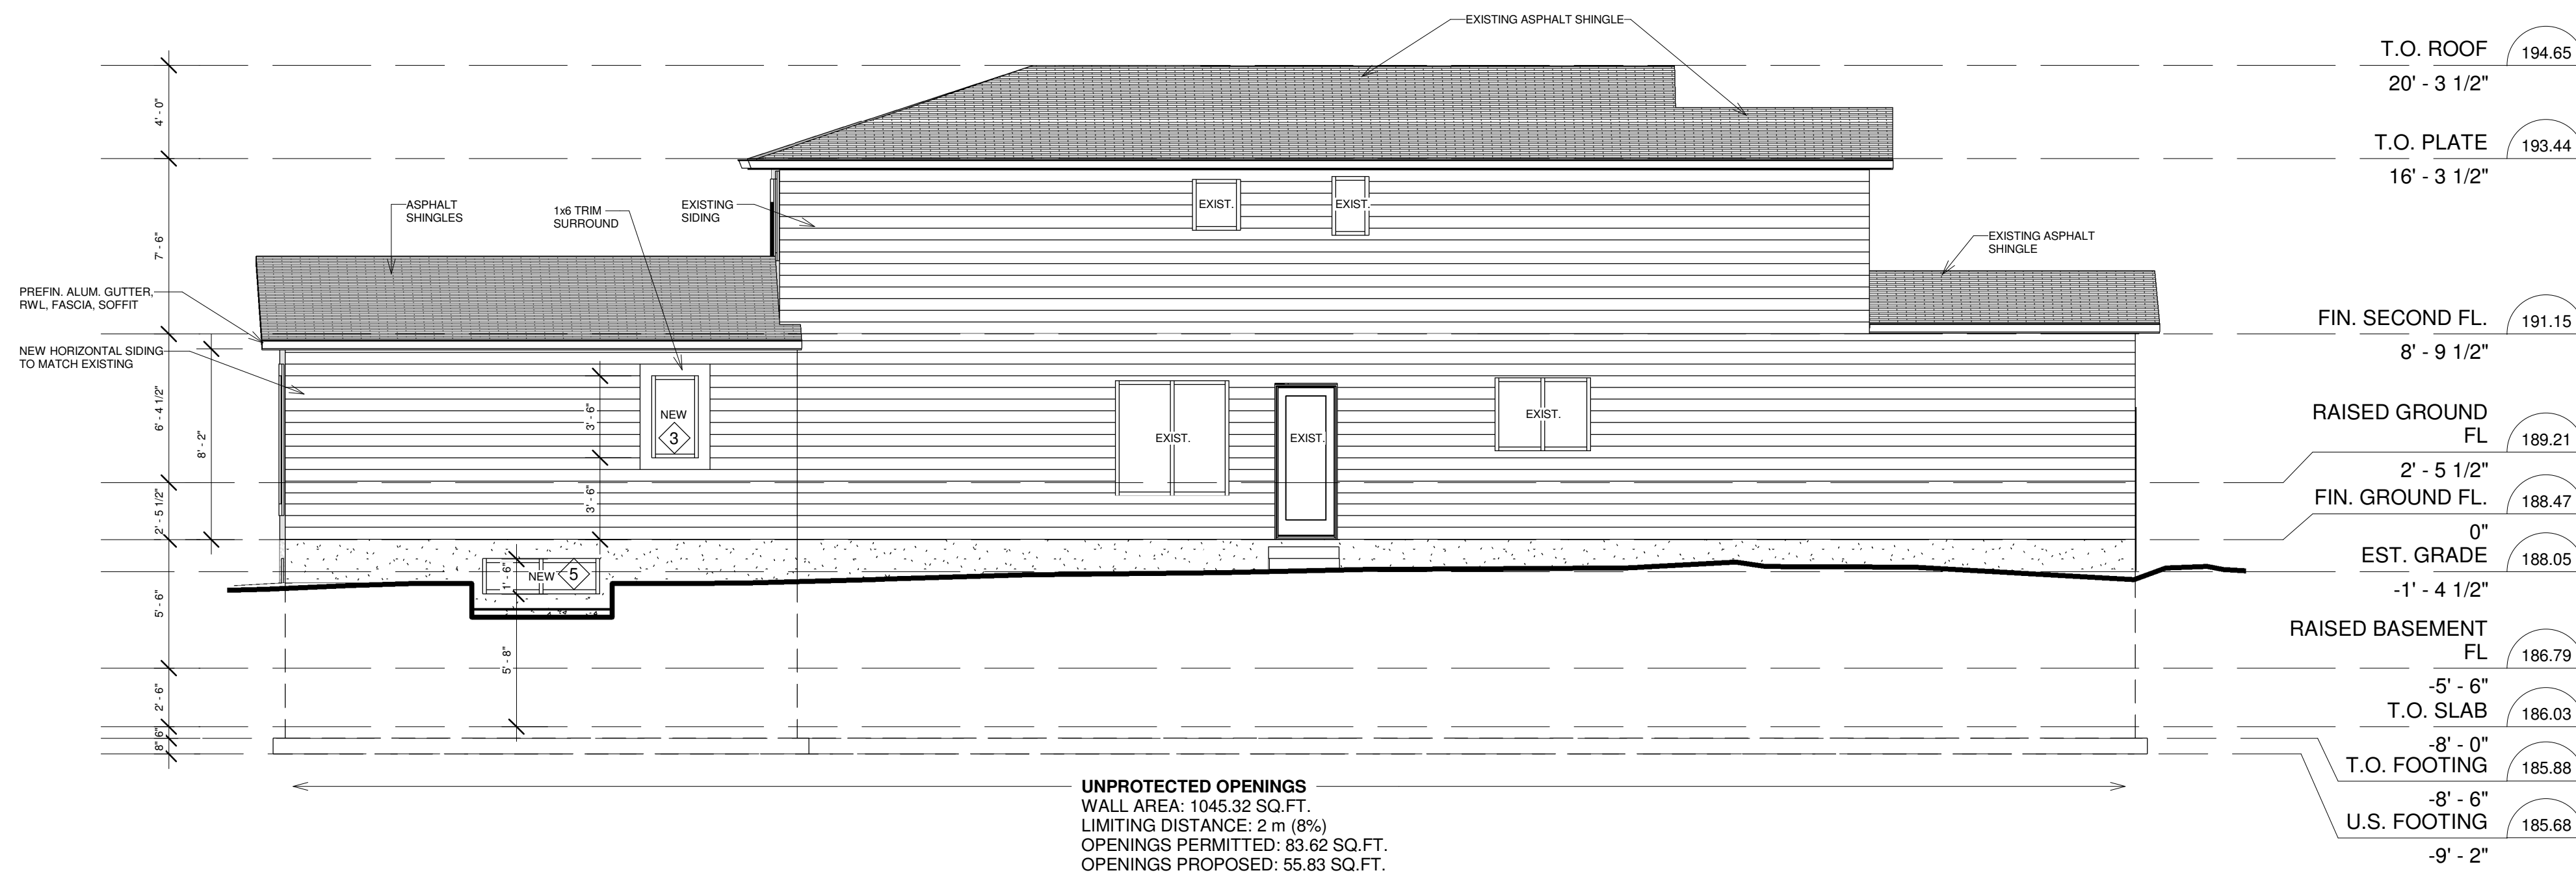 EXISTING ASPHALT SHINGLE
T.O. ROOF
194.65
20' - 3 1/2"
4' - 0"
T.O. PLATE
193.44
16' - 3 1/2"
ASPHALT
SHINGLES
1x6 TRIM
SURROUND
EXISTING
SIDING
EXIST.
EXIST.
EXISTING ASPHALT
SHINGLE
7' - 6"
PREFIN. ALUM. GUTTER,
RWL, FASCIA, SOFFIT
NEW HORIZONTAL SIDING
TO MATCH EXISTING
FIN. SECOND FL.
191.15
8' - 9 1/2"
6' - 4 1/2"
8' - 2"
3' - 6"
NEW
3
EXIST.
EXIST.
EXIST.
RAISED GROUND
FL
189.21
2' - 5 1/2"
2' - 5 1/2"
3' - 6"
FIN. GROUND FL.
188.47
0"
EST. GRADE
188.05
-1' - 4 1/2"
1' - 6"
NEW
5
5' - 6"
5' - 8"
RAISED BASEMENT
FL
186.79
-5' - 6"
2' - 6"
T.O. SLAB
186.03
-8' - 0"
6"
8"
T.O. FOOTING
185.88
-8' - 6"
U.S. FOOTING
185.68
-9' - 2"
UNPROTECTED OPENINGS
WALL AREA: 1045.32 SQ.FT.
LIMITING DISTANCE: 2 m (8%)
OPENINGS PERMITTED: 83.62 SQ.FT.
OPENINGS PROPOSED: 55.83 SQ.FT.